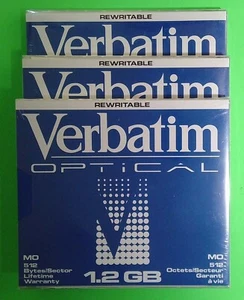 REWRITABLE
Verbatim
REWRITABLE
Verbatim
REWRITABLE
Verbatim
OPTICAL
MO
512
Bytes/Sector
Lifetime
Warranty
1.2 GB
MO
512
Octets/Secteur
Garanti
à vie